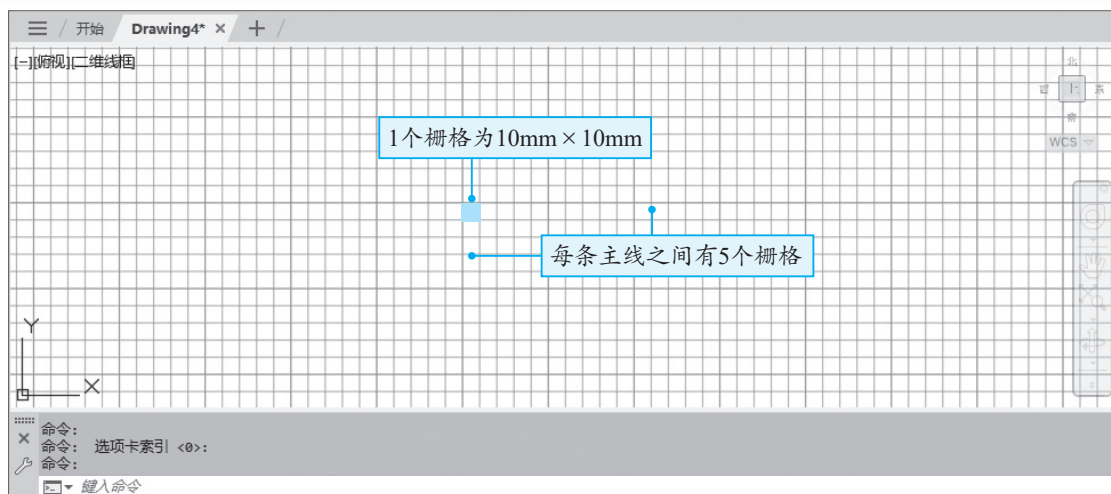 开始 Drawing4*
[-][俯视][二维线框]
北
西 上 东
南
WCS
1个栅格为10mm×10mm
每条主线之间有5个栅格
Y
X
命令:
命令: 选项卡索引 <0>:
命令:
键入命令